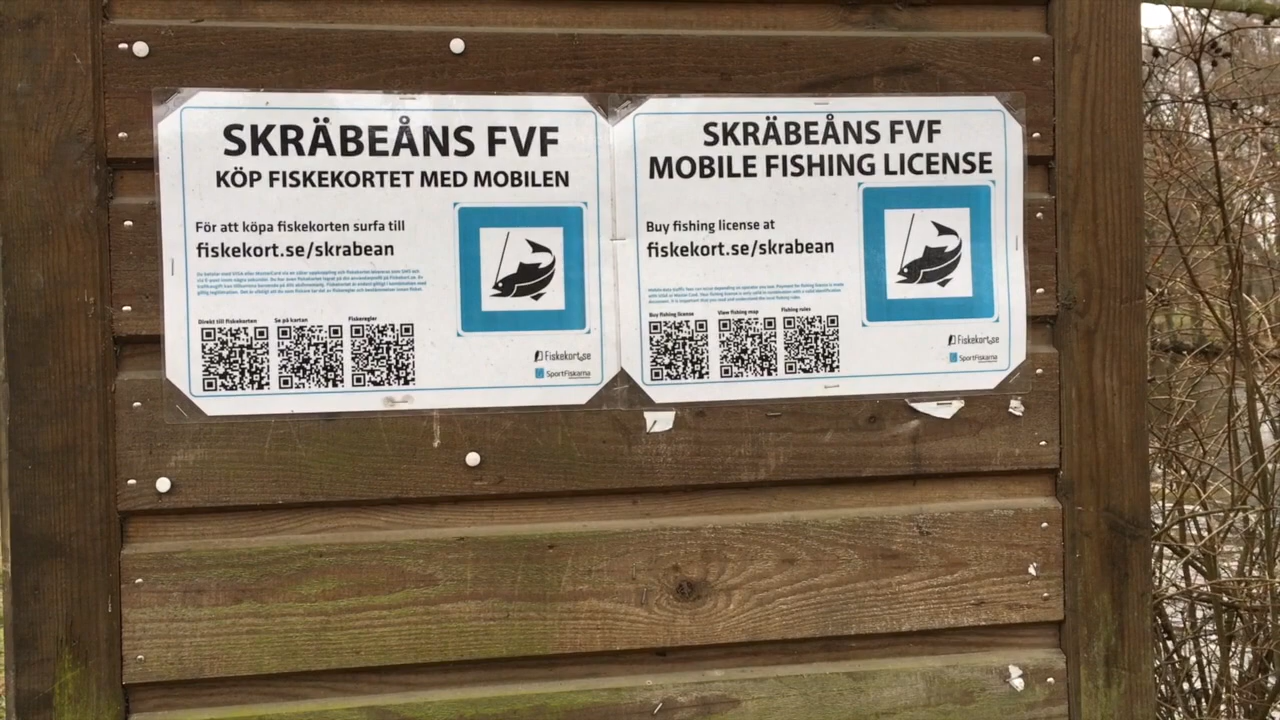 SKRÄBEÅNS FVF
KÖP FISKEKORTET MED MOBILEN
För att köpa fiskekorten surfa till
fiskekort.se/skrabean
Direkt till fiskekorten
Se på kartan
Fiskeregler
Fiskekort.se
SportFiskarna
SKRÄBEÅNS FVF
MOBILE FISHING LICENSE
Buy fishing license at
fiskekort.se/skrabean
Buy fishing license
View fishing map
Fishing rules
Fiskekort.se
SportFiskarna